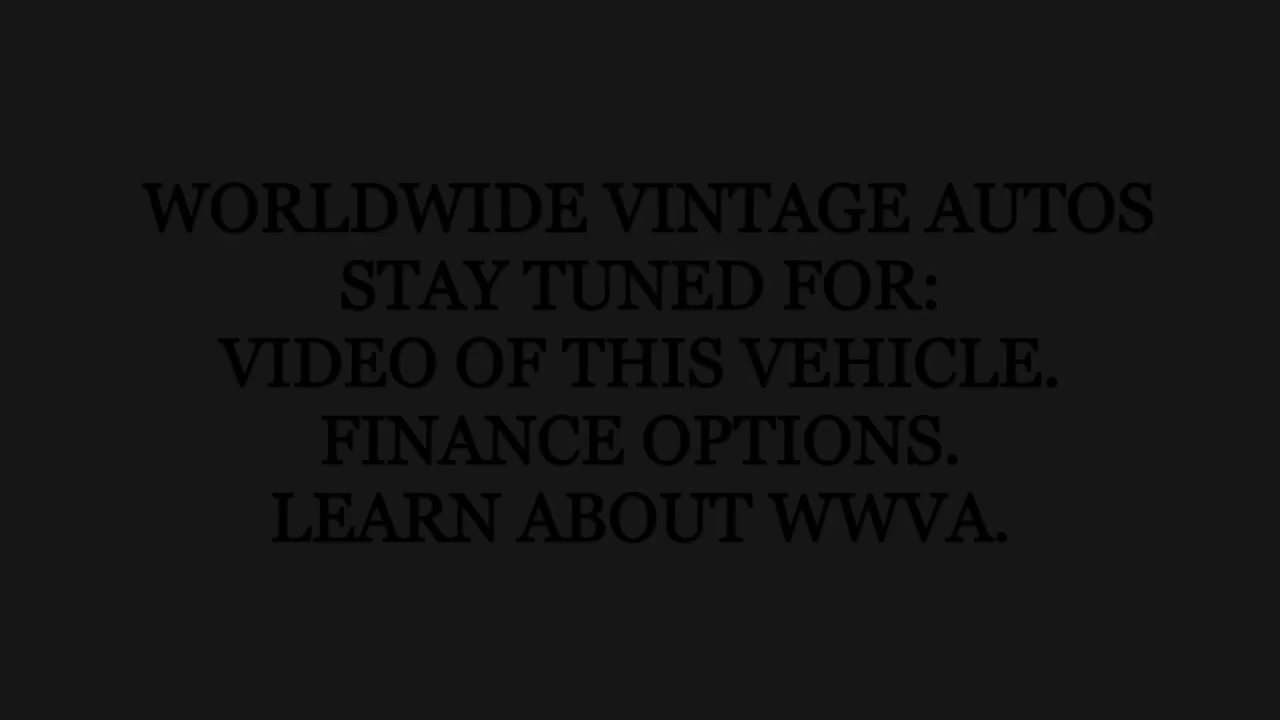 WORLDWIDE VINTAGE AUTOS
STAY TUNED FOR:
VIDEO OF THIS VEHICLE.
FINANCE OPTIONS.
LEARN ABOUT WWVA.